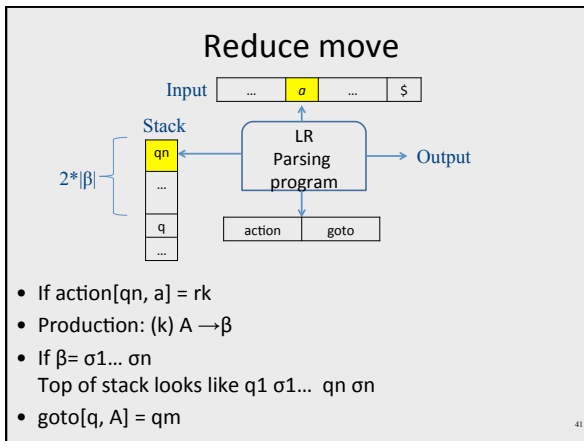 Reduce move
Input … a … $
Stack
qn
…
q
…
2*|β|
LR
Parsing
program
Output
action goto
• If action[qn, a] = rk
• Production: (k) A →β
• If β= σ1… σn
Top of stack looks like q1 σ1… qn σn
• goto[q, A] = qm
41